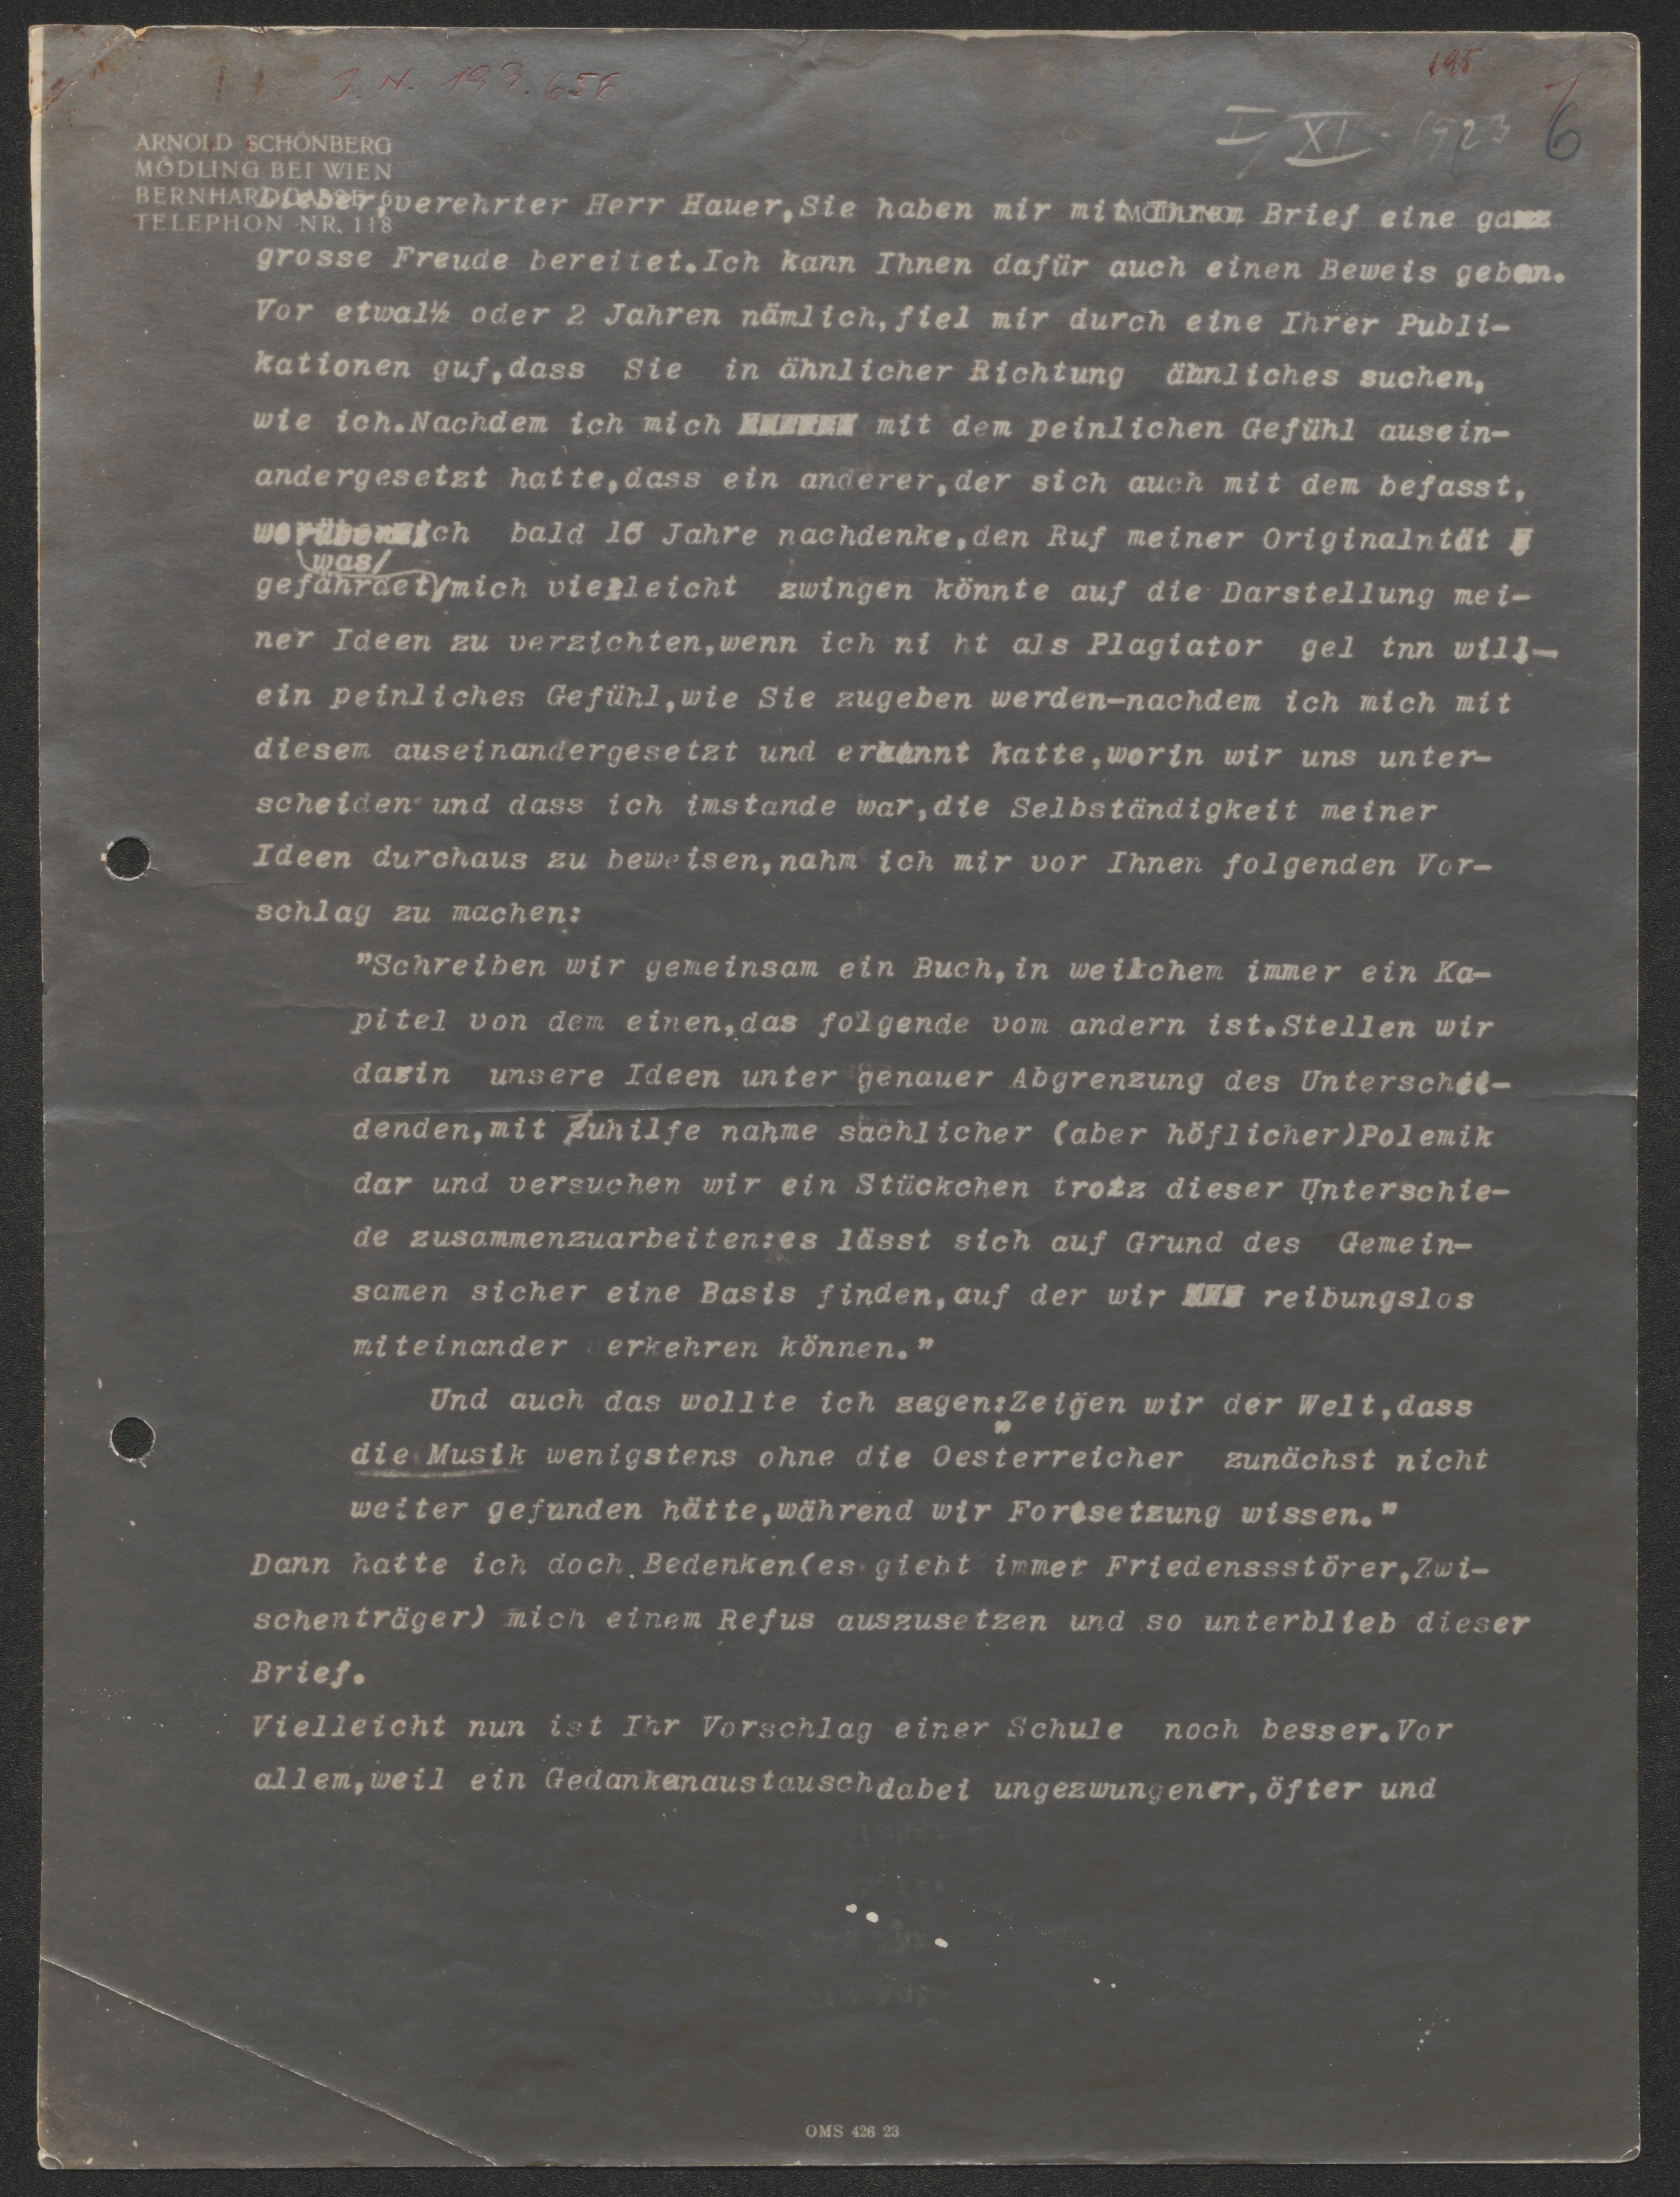 J. N. 199.656
195
I/XI. 1923 6
ARNOLD SCHÖNBERG
MÖDLING BEI WIEN
BERNHARDGASSE 6
TELEPHON NR. 118
MÖDLING,
Lieber,verehrter Herr Hauer,Sie haben mir mit Ihrem Brief eine ganz
grosse Freude bereitet.Ich kann Ihnen dafür auch einen Beweis geben.
Vor etwa1½ oder 2 Jahren nämlich,fiel mir durch eine Ihrer Publi-
kationen guf,dass Sie in ähnlicher Richtung ähnliches suchen,
wie ich.Nachdem ich mich mit dem peinlichen Gefühl ausein-
andergesetzt hatte,dass ein anderer,der sich auch mit dem befasst,
worüber ich bald 15 Jahre nachdenke,den Ruf meiner Originalntät
was/
gefährdet/mich vielleicht zwingen könnte auf die Darstellung mei-
ner Ideen zu verzichten,wenn ich ni ht als Plagiator gel tnn will-
ein peinliches Gefühl,wie Sie zugeben werden-nachdem ich mich mit
diesem auseinandergesetzt und erkannt hatte,worin wir uns unter-
scheiden und dass ich imstande war,die Selbständigkeit meiner
Ideen durchaus zu beweisen,nahm ich mir vor Ihnen folgenden Vor-
schlag zu machen:
"Schreiben wir gemeinsam ein Buch,in welchem immer ein Ka-
pitel von dem einen,das folgende vom andern ist.Stellen wir
darin unsere Ideen unter genauer Abgrenzung des Unterschei-
denden,mit Zuhilfe nahme sachlicher (aber höflicher)Polemik
dar und versuchen wir ein Stückchen trotz dieser Unterschie-
de zusammenzuarbeiten:es lässt sich auf Grund des Gemein-
samen sicher eine Basis finden,auf der wir reibungslos
miteinander erkehren können."
Und auch das wollte ich sagen:"Zeigen wir der Welt,dass
die Musik wenigstens ohne die Oesterreicher zunächst nicht
weiter gefunden hätte,während wir Fortsetzung wissen."
Dann hatte ich doch Bedenken(es giebt immer Friedenssstörer,Zwi-
schenträger) mich einem Refus auszusetzen und so unterblieb dieser
Brief.
Vielleicht nun ist Ihr Vorschlag einer Schule noch besser.Vor
allem,weil ein Gedankenaustausch dabei ungezwungener,öfter und
OMS 426 23